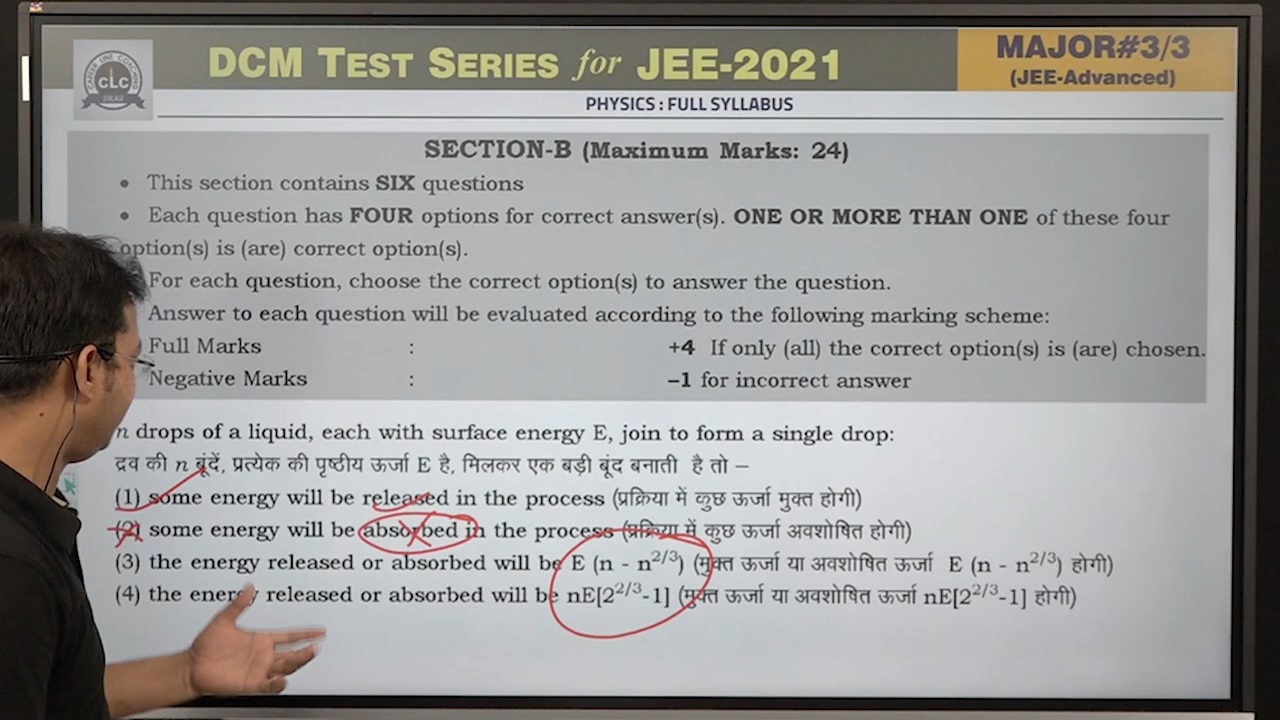 CAREER LINE COACHING
CLC
SIKAR
DCM TEST SERIES for JEE-2021
MAJOR#3/3
(JEE-Advanced)
PHYSICS : FULL SYLLABUS
SECTION-B (Maximum Marks: 24)
• This section contains SIX questions
• Each question has FOUR options for correct answer(s). ONE OR MORE THAN ONE of these four
option(s) is (are) correct option(s).
For each question, choose the correct option(s) to answer the question.
Answer to each question will be evaluated according to the following marking scheme:
Full Marks : +4 If only (all) the correct option(s) is (are) chosen.
Negative Marks : –1 for incorrect answer
n drops of a liquid, each with surface energy E, join to form a single drop:
द्रव की n बूंदें, प्रत्येक की पृष्ठीय ऊर्जा E है, मिलकर एक बड़ी बूंद बनाती है तो –
(1) some energy will be released in the process (प्रक्रिया में कुछ ऊर्जा मुक्त होगी)
(2) some energy will be absorbed in the process (प्रक्रिया में कुछ ऊर्जा अवशोषित होगी)
(3) the energy released or absorbed will be E (n - n^2/3) (मुक्त ऊर्जा या अवशोषित ऊर्जा E (n - n^2/3) होगी)
(4) the energy released or absorbed will be nE[2^2/3-1] (मुक्त ऊर्जा या अवशोषित ऊर्जा nE[2^2/3-1] होगी)